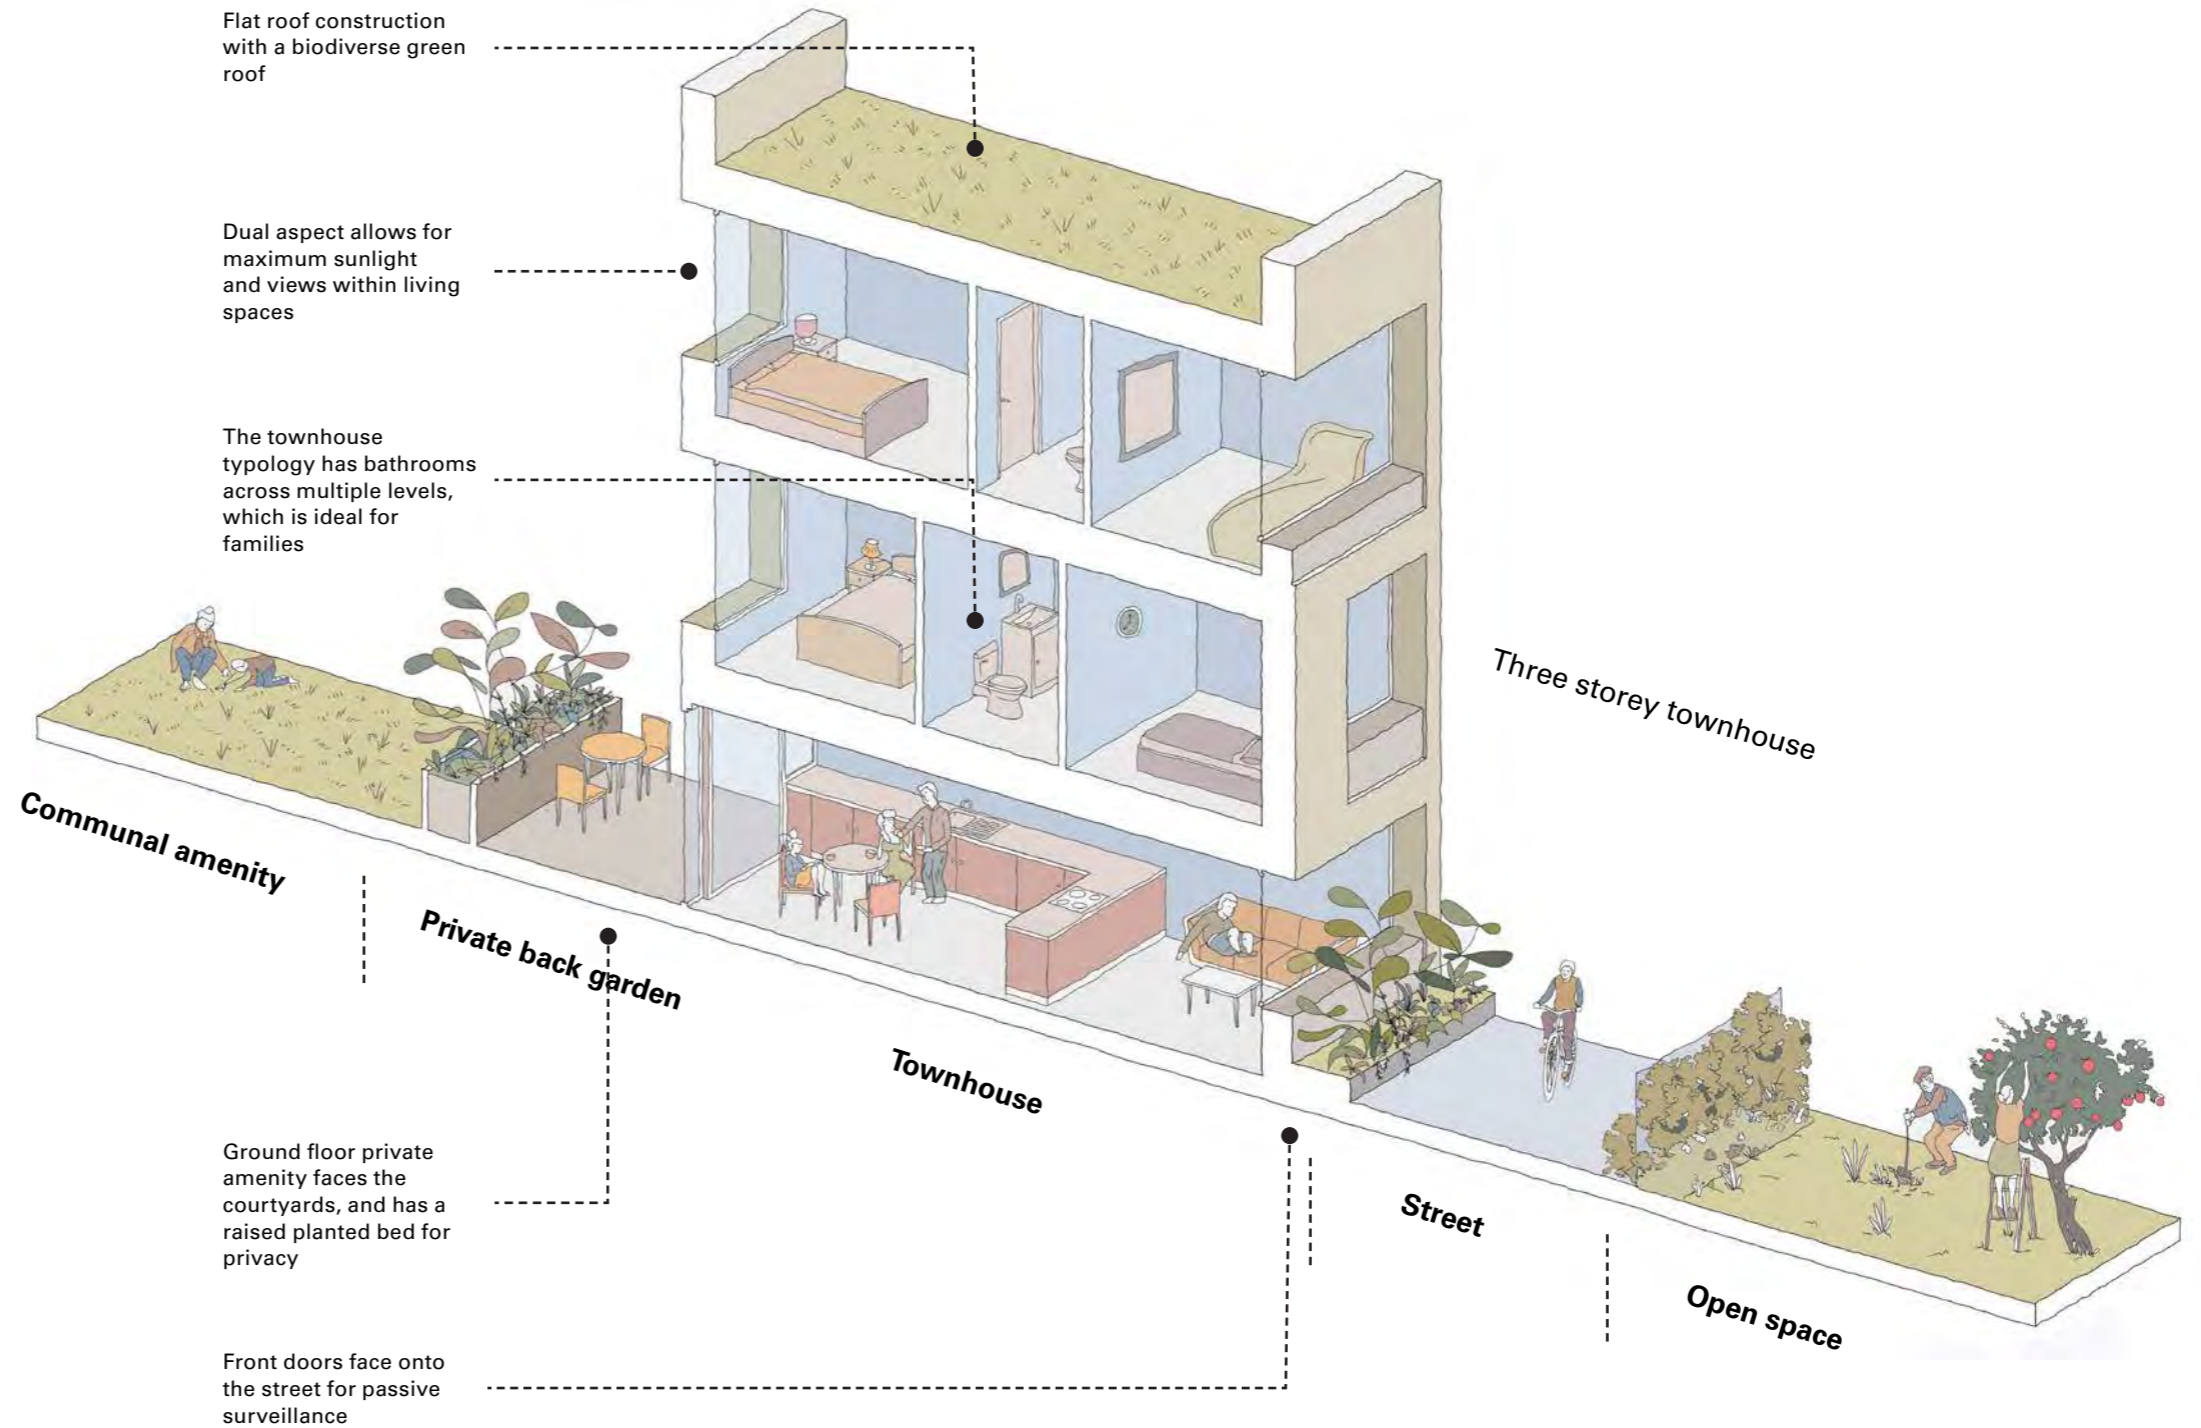 Flat roof construction
with a biodiverse green
roof
Dual aspect allows for
maximum sunlight
and views within living
spaces
The townhouse
typology has bathrooms
across multiple levels,
which is ideal for
families
Three storey townhouse
Communal amenity
Private back garden
Townhouse
Street
Open space
Ground floor private
amenity faces the
courtyards, and has a
raised planted bed for
privacy
Front doors face onto
the street for passive
surveillance